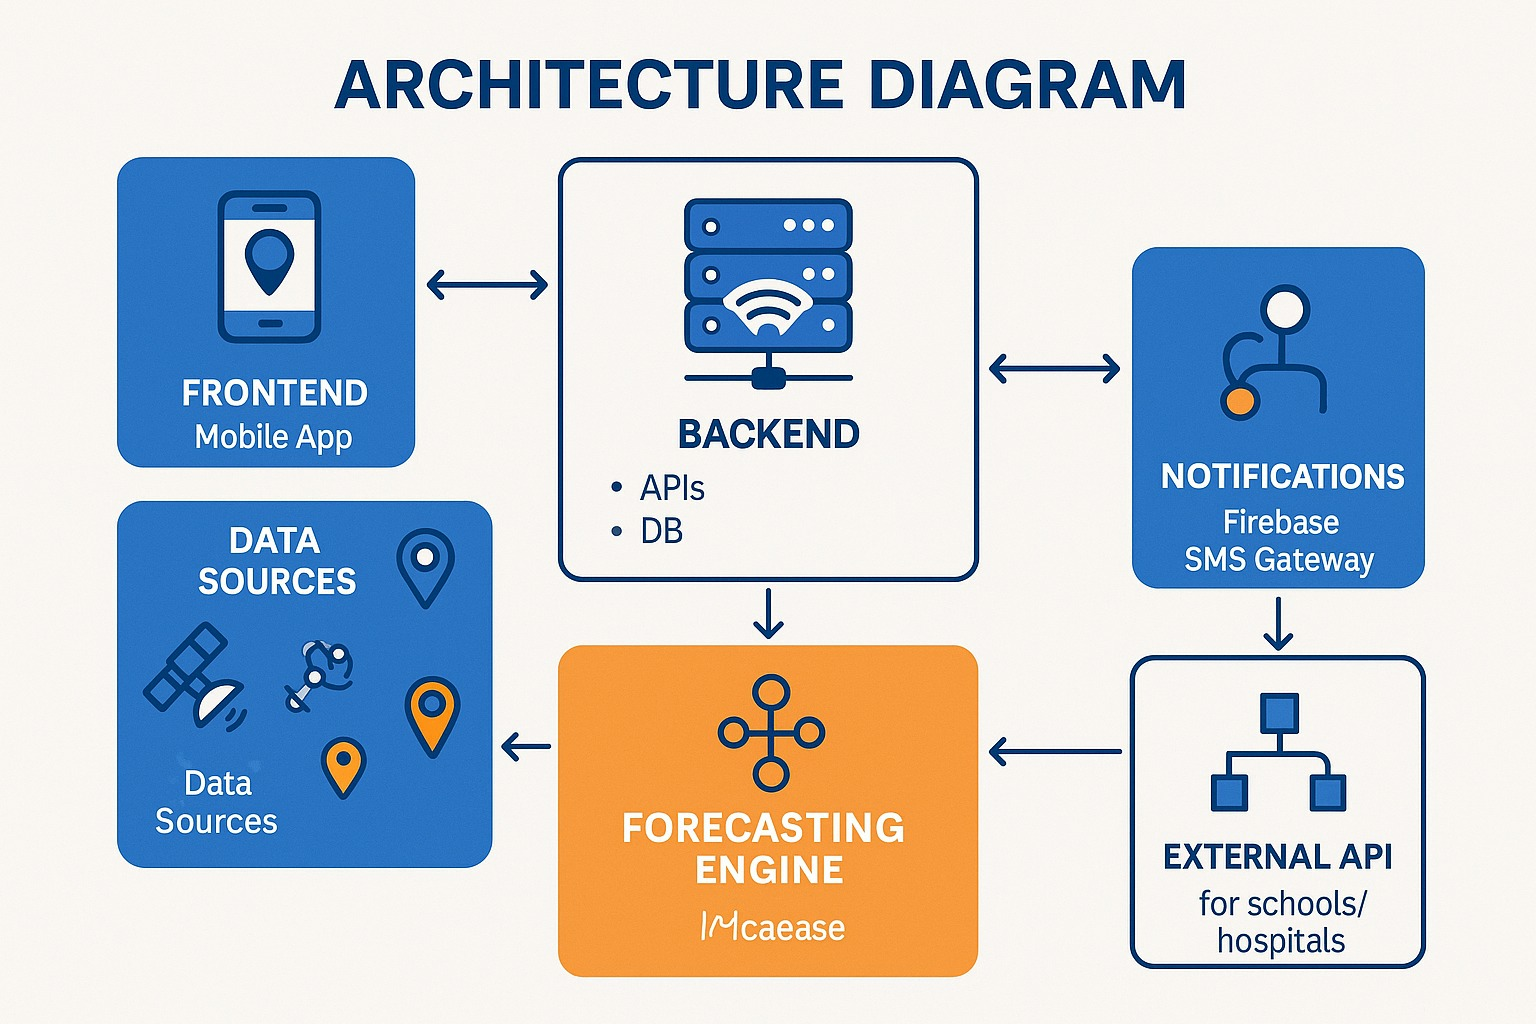 ARCHITECTURE DIAGRAM
FRONTEND
Mobile App
BACKEND
• APIs
• DB
NOTIFICATIONS
Firebase
SMS Gateway
DATA
SOURCES
Data
Sources
FORECASTING
ENGINE
EXTERNAL API
for schools/
hospitals